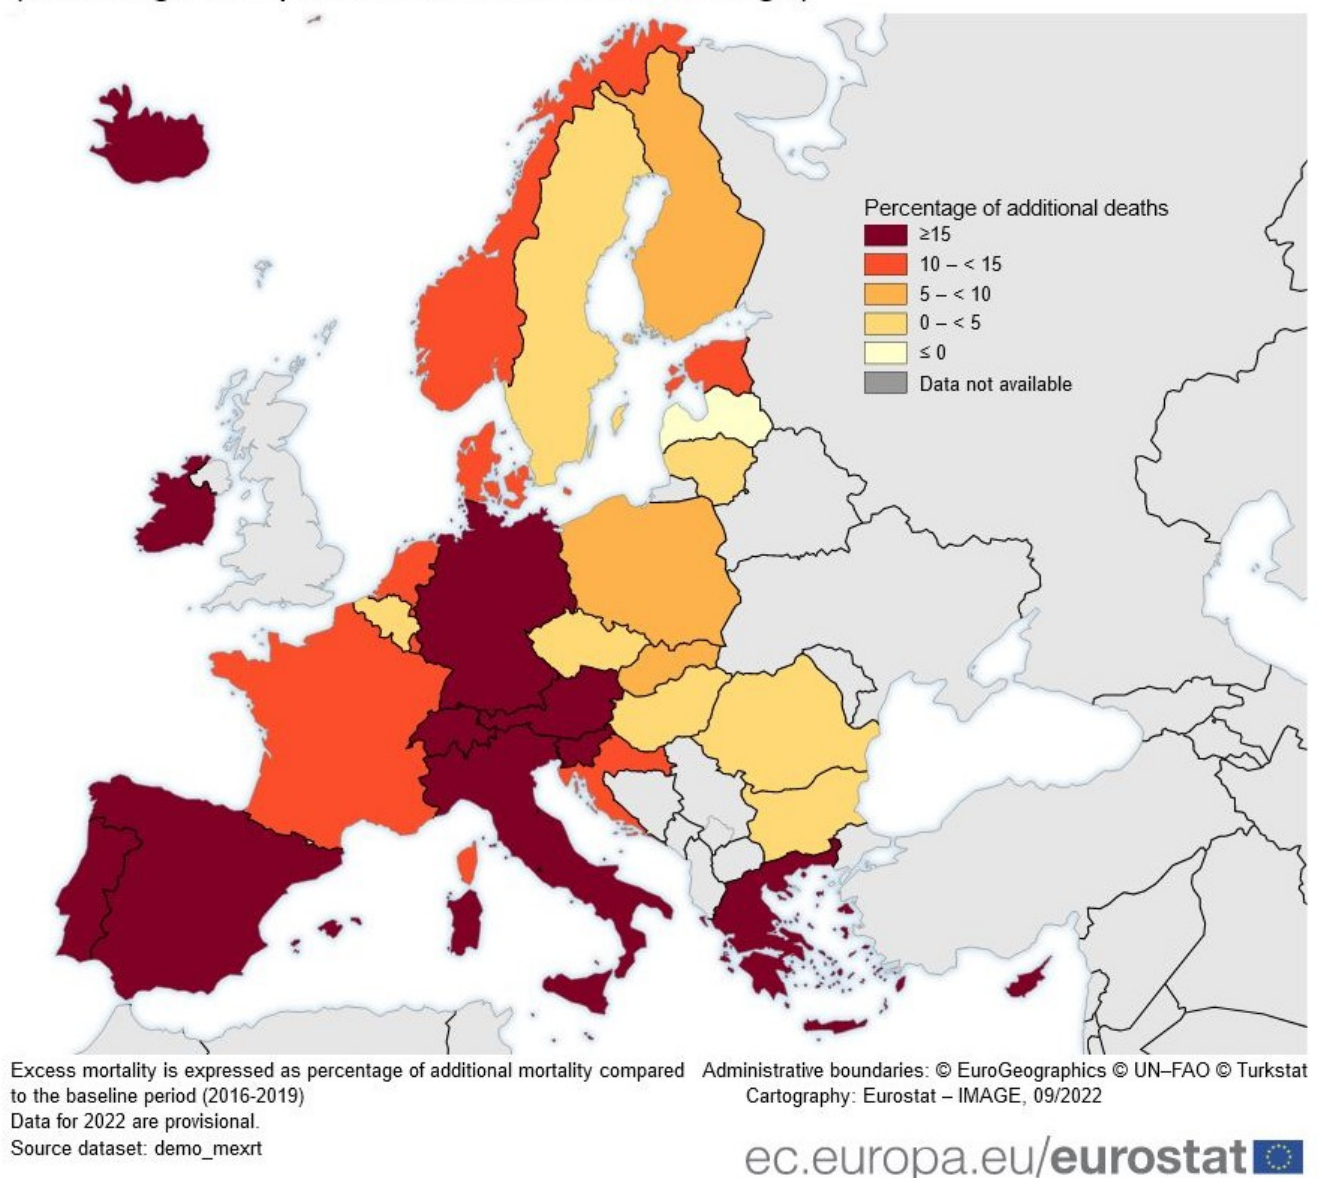 Percentage of additional deaths
≥15
10 – < 15
5 – < 10
0 – < 5
≤ 0
Data not available
Excess mortality is expressed as percentage of additional mortality compared
to the baseline period (2016-2019)
Data for 2022 are provisional.
Source dataset: demo_mexrt
Administrative boundaries: © EuroGeographics © UN–FAO © Turkstat
Cartography: Eurostat – IMAGE, 09/2022
ec.europa.eu/eurostat